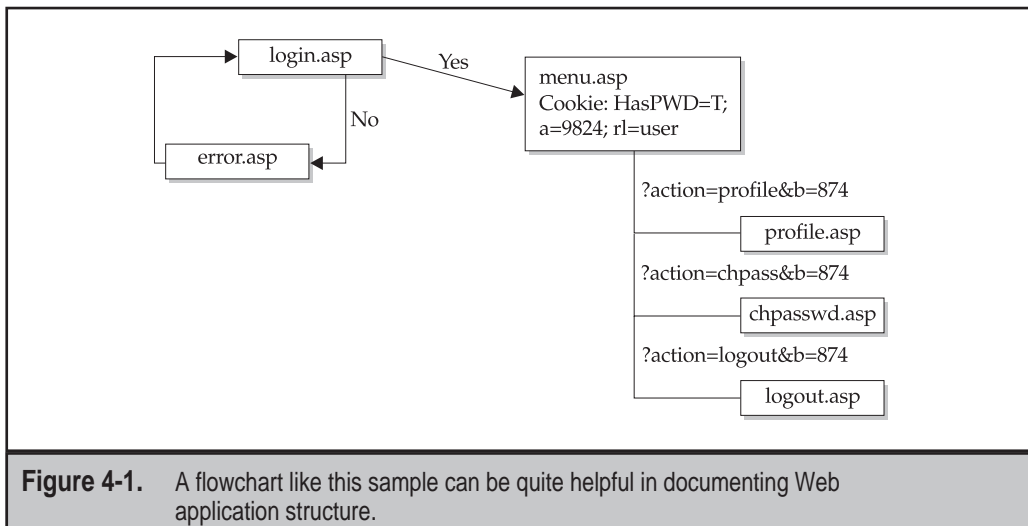 login.asp
Yes
No
error.asp
menu.asp
Cookie: HasPWD=T;
a=9824; rl=user
?action=profile&b=874
profile.asp
?action=chpass&b=874
chpasswd.asp
?action=logout&b=874
logout.asp
Figure 4-1. A flowchart like this sample can be quite helpful in documenting Web
application structure.